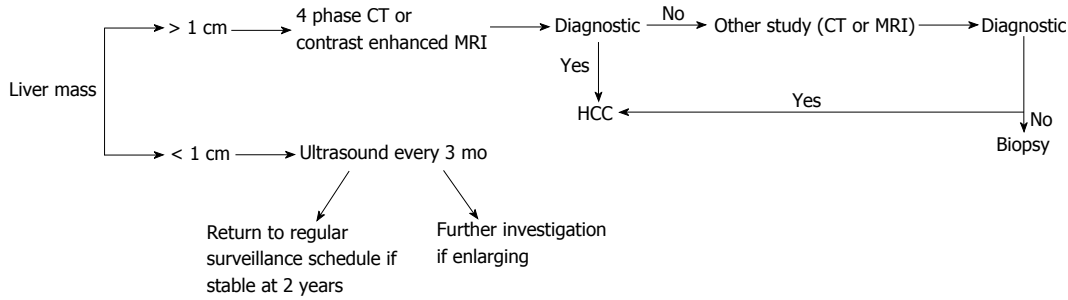 Liver mass
> 1 cm
4 phase CT or
contrast enhanced MRI
Diagnostic
No
Other study (CT or MRI)
Diagnostic
Yes
HCC
Yes
No
Biopsy
< 1 cm
Ultrasound every 3 mo
Return to regular
surveillance schedule if
stable at 2 years
Further investigation
if enlarging